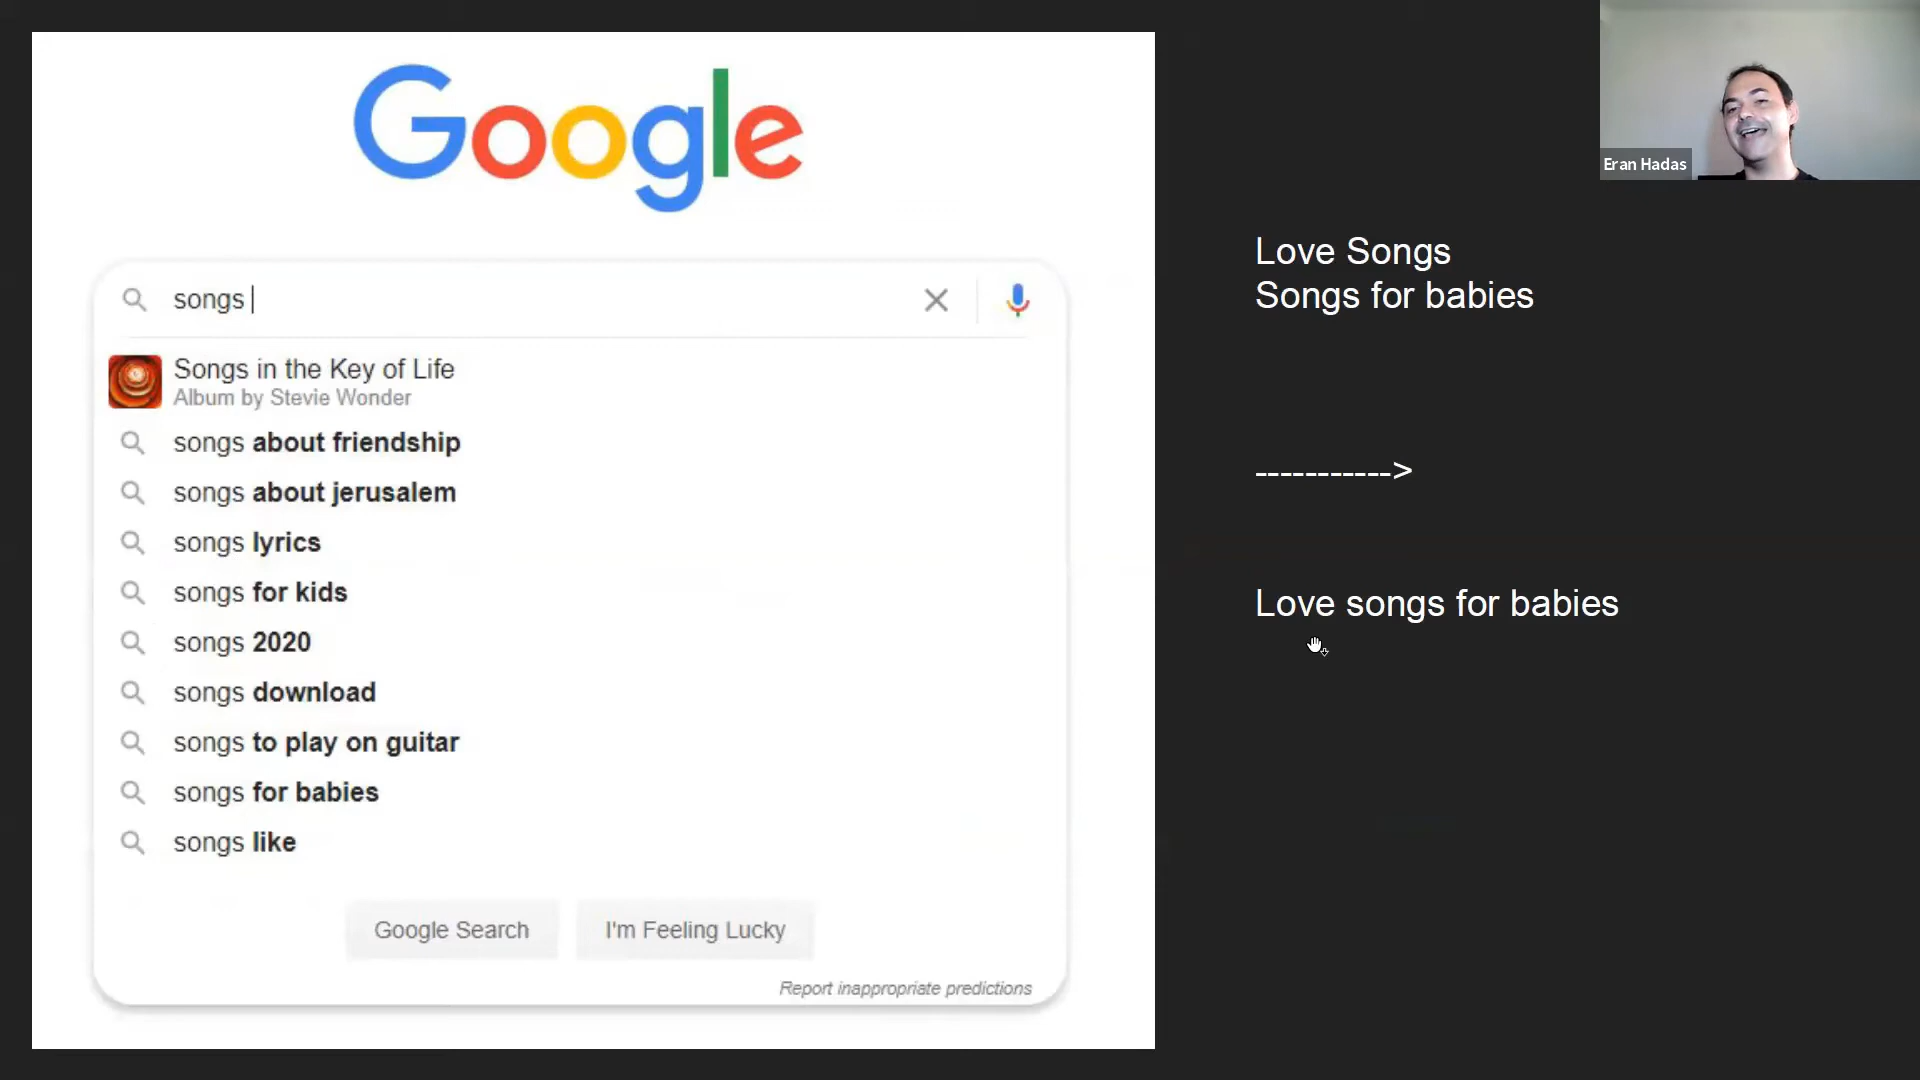 Google
songs
Songs in the Key of Life
Album by Stevie Wonder
songs about friendship
songs about jerusalem
songs lyrics
songs for kids
songs 2020
songs download
songs to play on guitar
songs for babies
songs like
Google Search
I'm Feeling Lucky
Report inappropriate predictions
Eran Hadas
Love Songs
Songs for babies
----------->
Love songs for babies